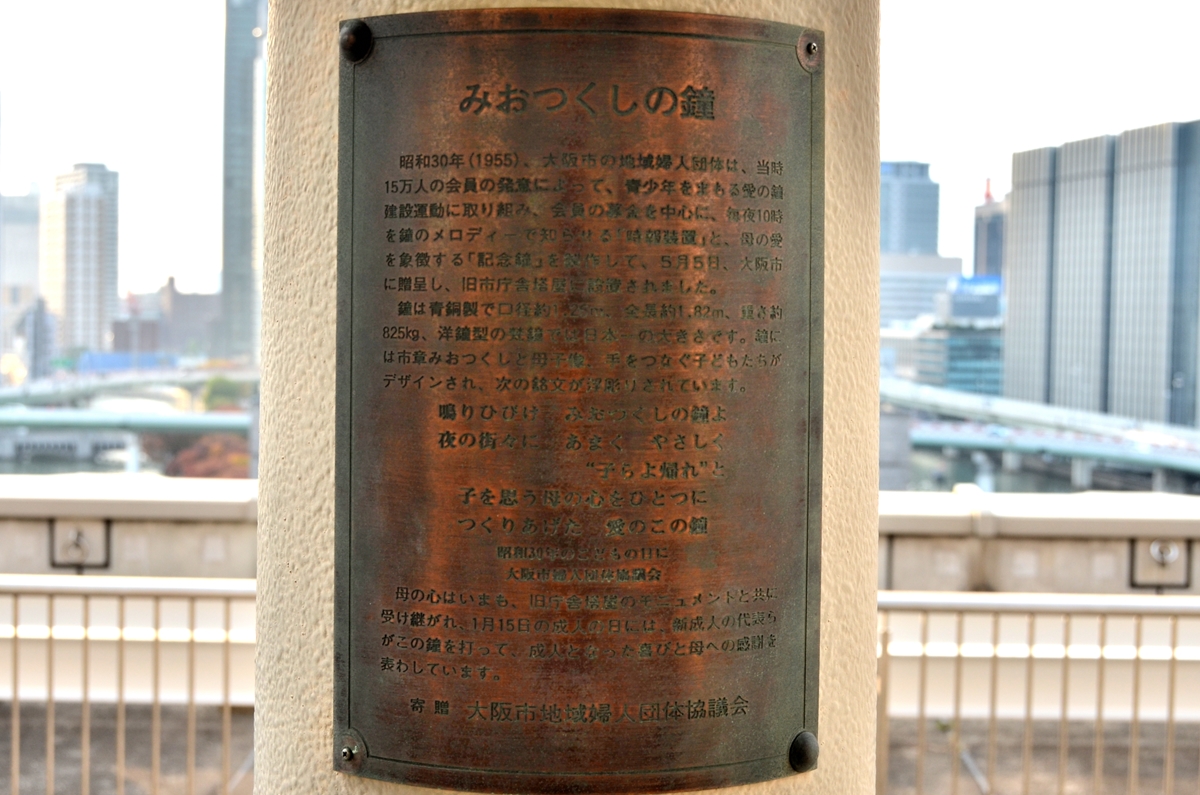 みおつくしの鐘
昭和30年(1955)、大阪市の地域婦人団体は、当時
15万人の会員の発意によって、青少年をまもる愛の鐘
建設運動に取り組み、会員の募金を中心に、毎夜10時
を鐘のメロディーで知らせる「時報装置」と、母の愛
を象徴する「記念鐘」を製作して、5月5日、大阪市
に贈呈し、旧市庁舎塔屋に設置されました。
鐘は青銅製で口径約1.25m、全長約1.82m、重さ約
825kg、洋鐘型の鐘では日本一の大きさです。鐘に
は市章みおつくしと母子像、手をつなぐ子どもたちが
デザインされ、次の銘文が浮彫りされています。
鳴りひびけ みおつくしの鐘よ
夜の街々に あまく やさしく
“子らよ帰れ”と
子を思う母の心をひとつに
つくりあげた 愛のこの鐘
昭和30年のこどもの日に
大阪市婦人団体協議会
母の心はいまも、旧庁舎塔屋のモニュメントと共に
受け継がれ、1月15日の成人の日には、新成人の代表ら
がこの鐘を打って、成人となった喜びと母への感謝を
表わしています。
寄贈 大阪市地域婦人団体協議会